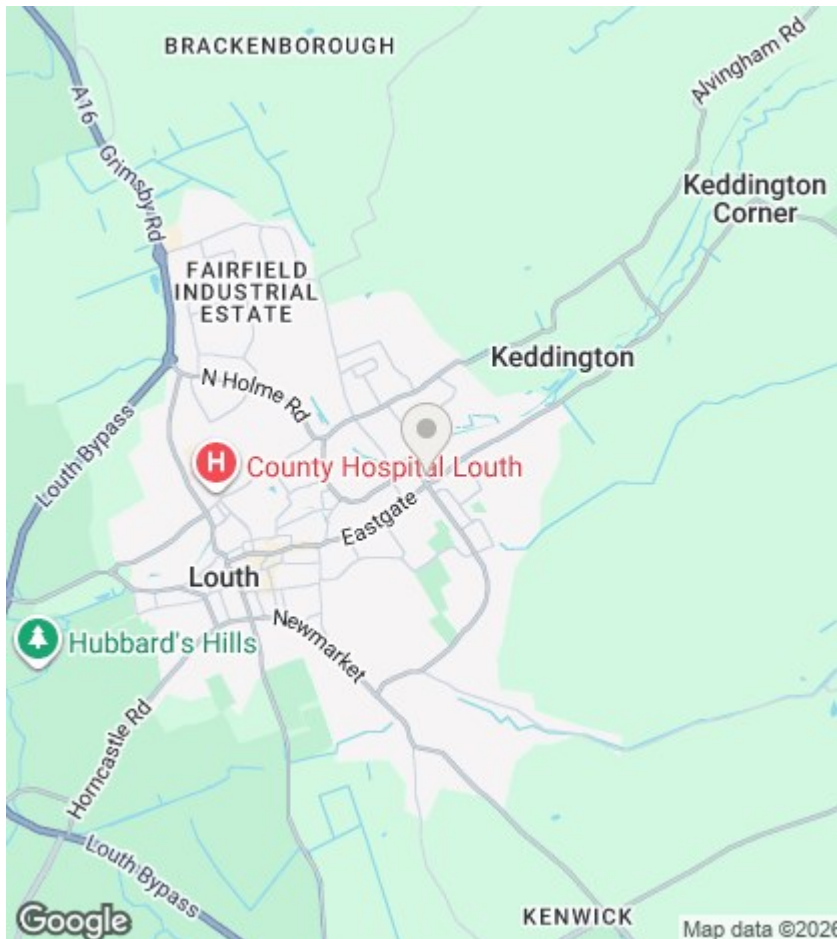 BRACKENBOROUGH
Alvingham Rd
A16
Grimsby Rd
Keddington
Corner
FAIRFIELD
INDUSTRIAL
ESTATE
Keddington
N Holme Rd
Louth Bypass
H
County Hospital Louth
Eastgate
Louth
Hubbard's Hills
Newmarket
Horncastle Rd
Louth Bypass
KENWICK
Google
Map data ©2026